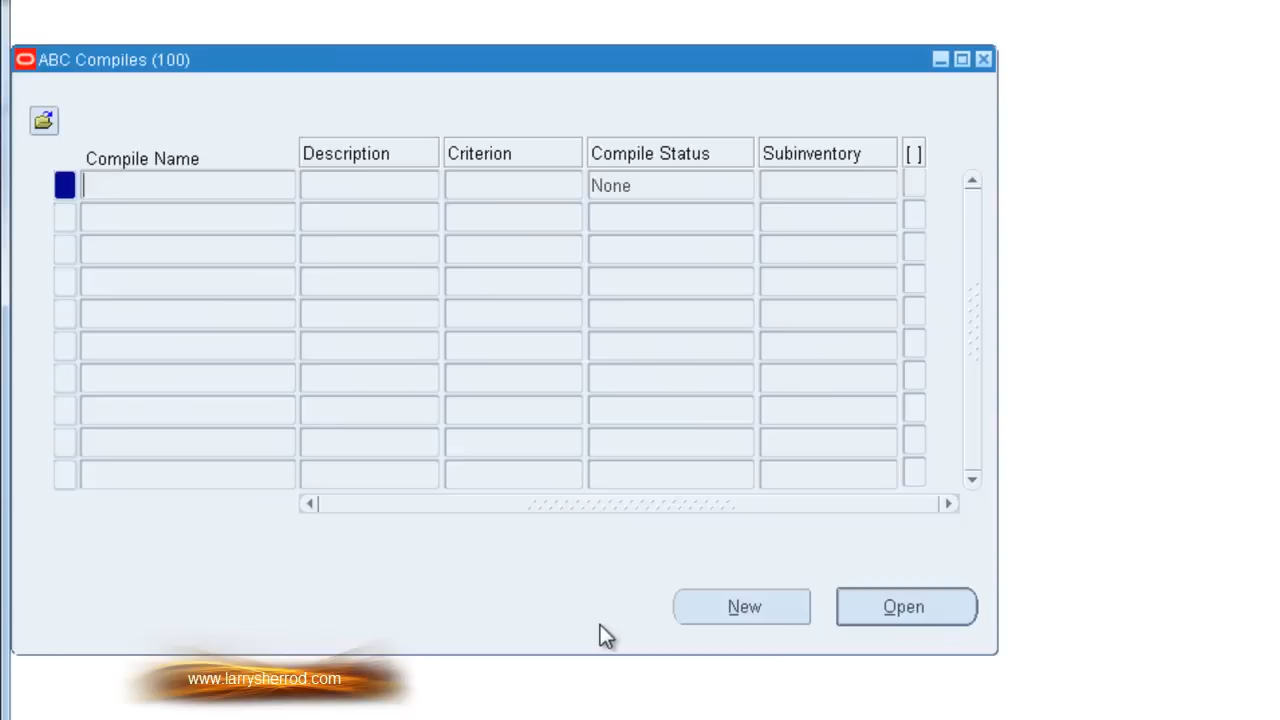 ABC Compiles (100)
Compile Name Description Criterion Compile Status Subinventory [ ]
None
New Open
www.larrysherrod.com